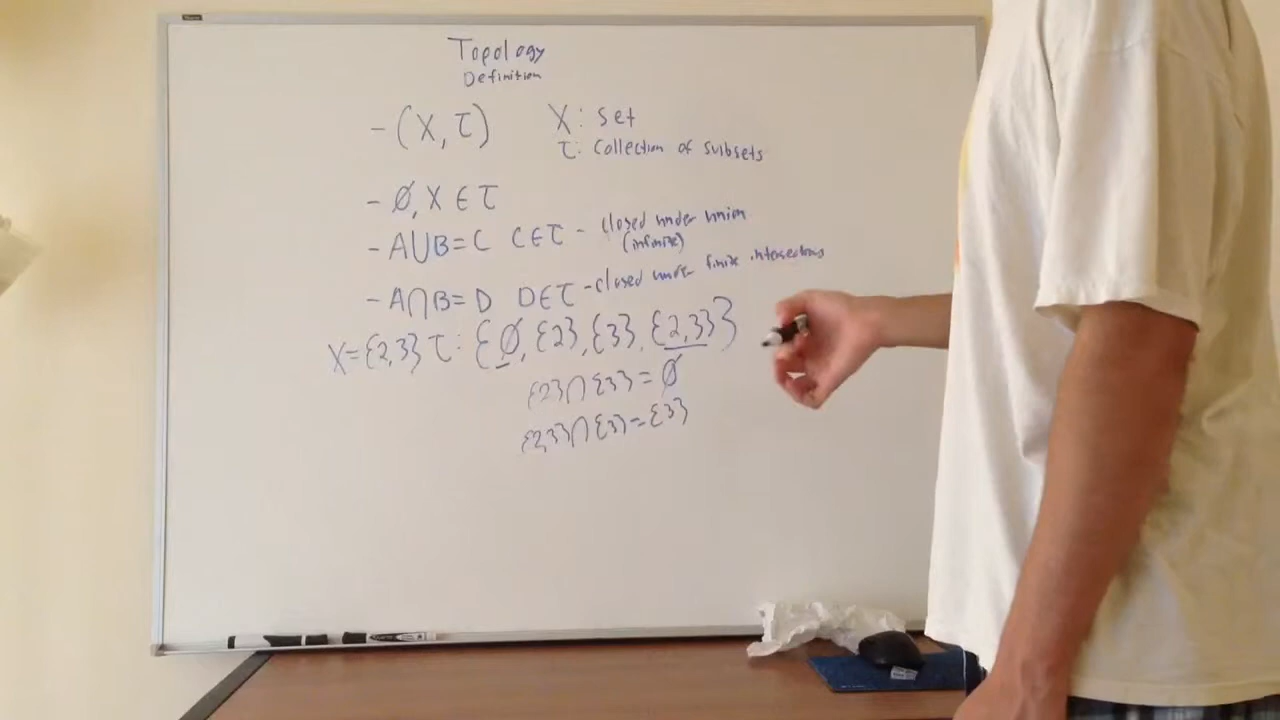 Topology
Definition
- (X, τ) X: set
τ: Collection of subsets
- ∅, X ∈ τ
- A∪B = C C ∈ τ - closed under union
(infinite)
- A∩B = D D ∈ τ - closed under finite intersections
X = {2,3} τ: {∅, {2}, {3}, {2,3}}
{2}∩{3} = ∅
{2,3}∩{3} = {3}